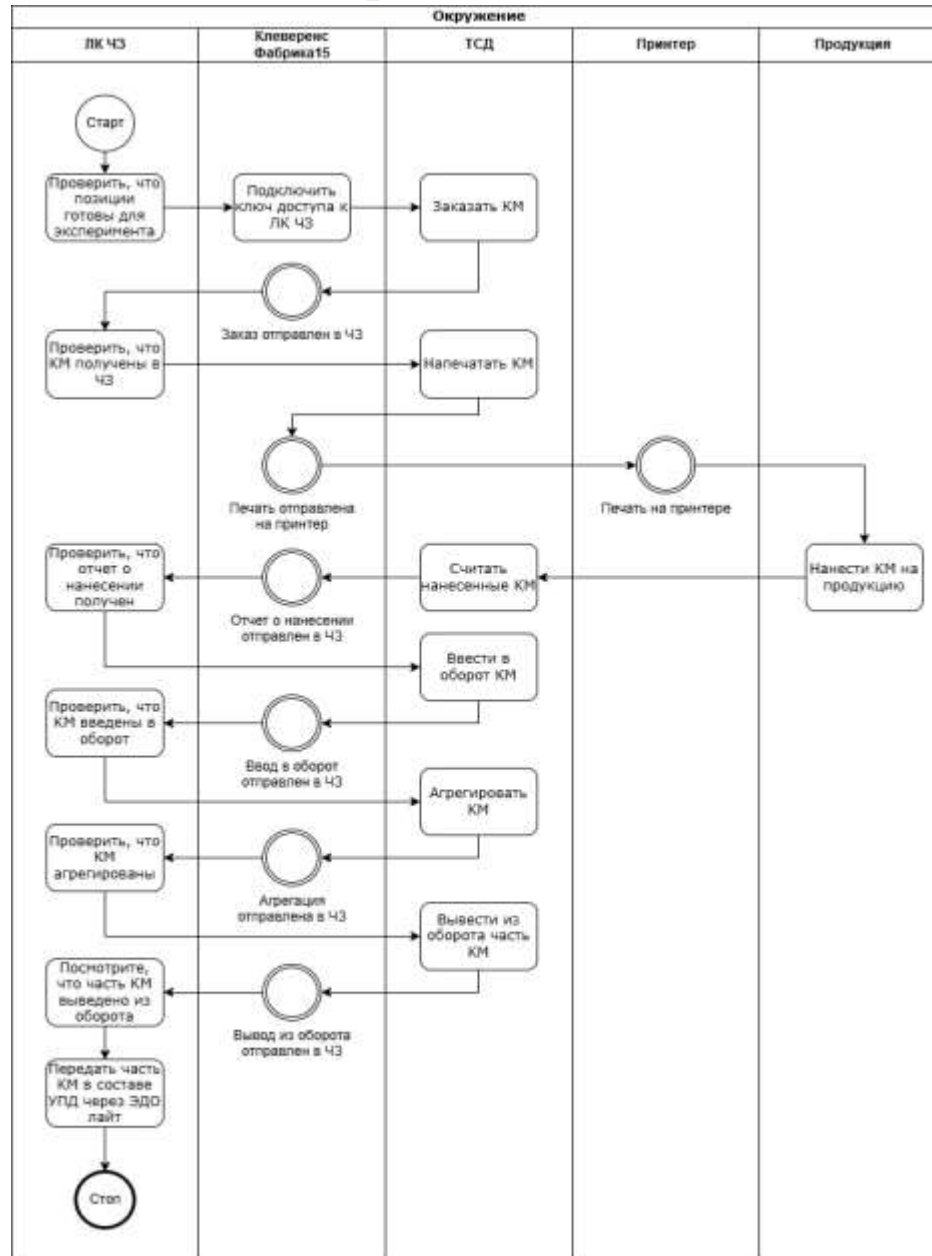 Окружение
ЛК ЧЗ
Клеверенс
Фабрика15
ТСД
Принтер
Продукция
Старт
Проверить, что
позиции
готовы для
эксперимента
Подключить
ключ доступа к
ЛК ЧЗ
Заказать КМ
Заказ отправлен в ЧЗ
Проверить, что
КМ получены в
ЧЗ
Напечатать КМ
Печать отправлена
на принтер
Печать на принтере
Проверить, что
отчет о
нанесении
получен
Отчет о нанесении
отправлен в ЧЗ
Считать
нанесенные КМ
Нанести КМ на
продукцию
Ввести в
оборот КМ
Проверить, что
КМ введены в
оборот
Ввод в оборот
отправлен в ЧЗ
Агрегировать
КМ
Проверить, что
КМ
агрегированы
Агрегация
отправлена в ЧЗ
Вывести из
оборота часть
КМ
Посмотрите,
что часть КМ
выведено из
оборота
Вывод из оборота
отправлен в ЧЗ
Передать часть
КМ в составе
УПД через ЭДО
лайт
Стоп